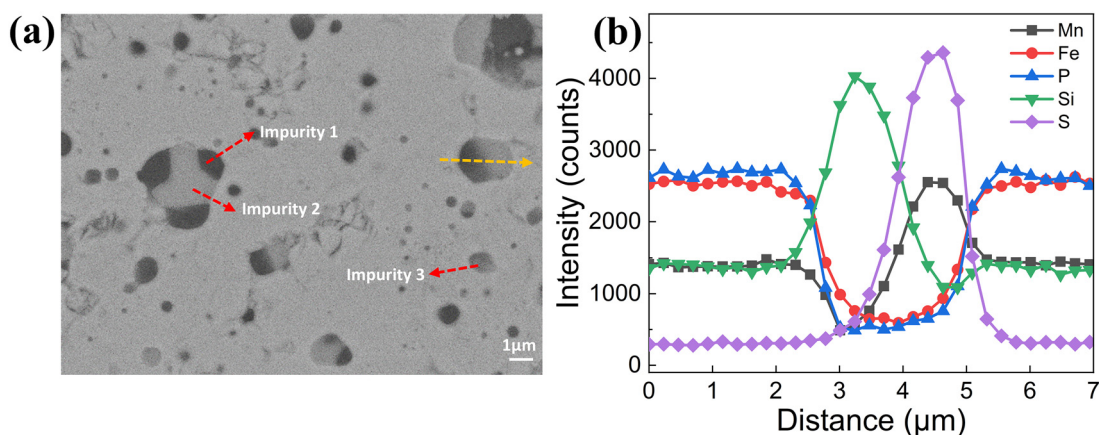 (a)
Impurity 1
Impurity 2
Impurity 3
1μm
(b)
Mn
Fe
P
Si
S
4000
3000
2000
1000
0
Intensity (counts)
0 1 2 3 4 5 6 7
Distance (μm)